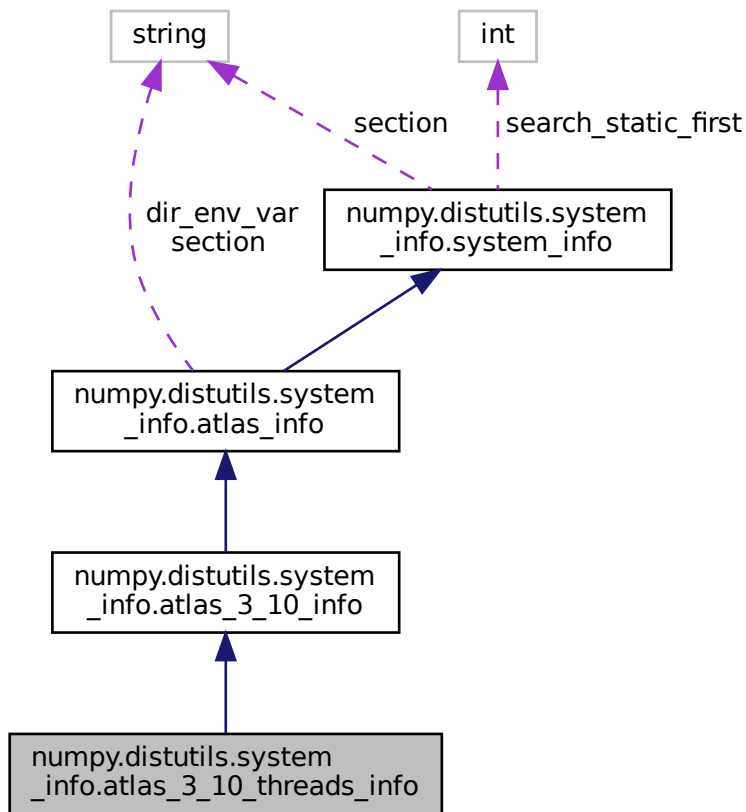 string
int
section
search_static_first
dir_env_var
section
numpy.distutils.system
_info.system_info
numpy.distutils.system
_info.atlas_info
numpy.distutils.system
_info.atlas_3_10_info
numpy.distutils.system
_info.atlas_3_10_threads_info